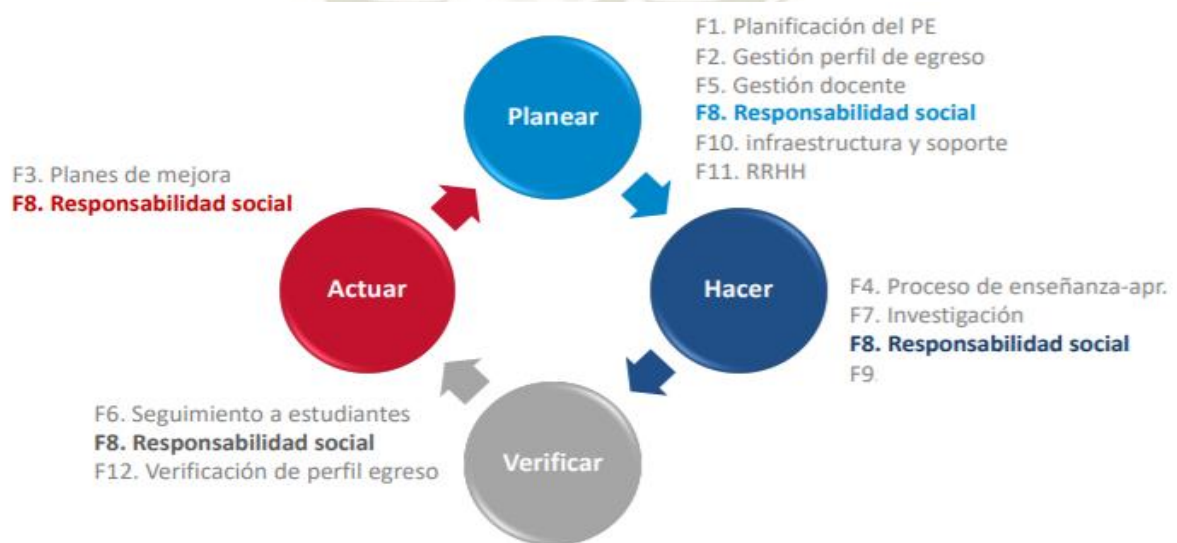 F1. Planificación del PE
F2. Gestión perfil de egreso
F5. Gestión docente
F8. Responsabilidad social
F10. infraestructura y soporte
F11. RRHH
Planear
F3. Planes de mejora
F8. Responsabilidad social
Actuar
Hacer
F4. Proceso de enseñanza-apr.
F7. Investigación
F8. Responsabilidad social
F9
F6. Seguimiento a estudiantes
F8. Responsabilidad social
F12. Verificación de perfil egreso
Verificar